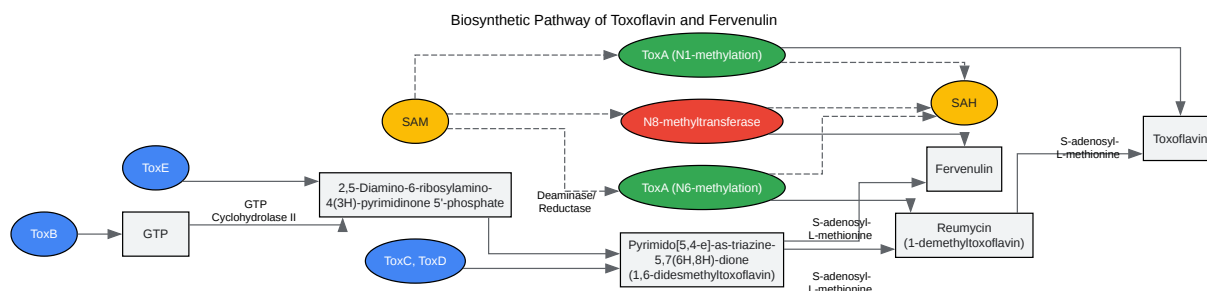 Biosynthetic Pathway of Toxoflavin and Fervenulin
ToxA (N1-methylation)
SAM
N8-methyltransferase
SAH
S-adenosyl-
L-methionine
Toxoflavin
ToxE
2,5-Diamino-6-ribosylamino-
4(3H)-pyrimidinone 5'-phosphate
Deaminase/
Reductase
ToxA (N6-methylation)
Fervenulin
ToxB
GTP
GTP
Cyclohydrolase II
S-adenosyl-
L-methionine
Reumycin
(1-demethyltoxoflavin)
ToxC, ToxD
Pyrimido[5,4-e]-as-triazine-
5,7(6H,8H)-dione
(1,6-didesmethyltoxoflavin)
S-adenosyl-
L-methionine